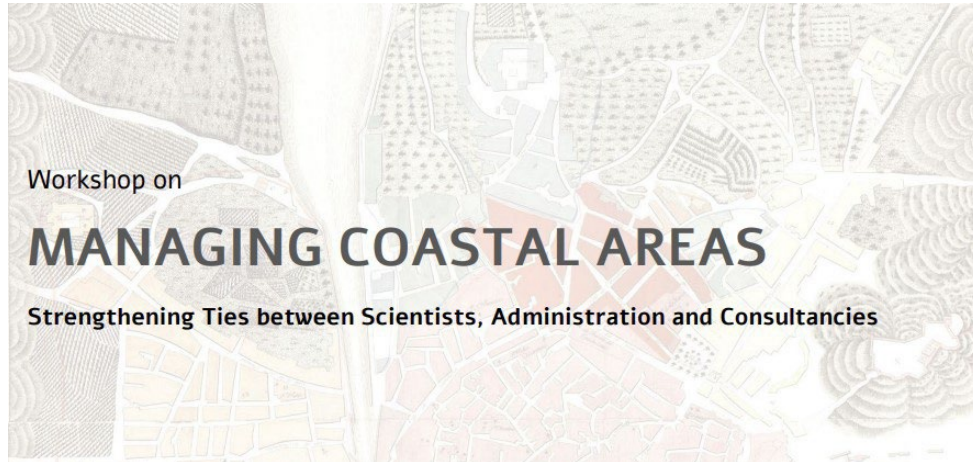 Workshop on
MANAGING COASTAL AREAS
Strengthening Ties between Scientists, Administration and Consultancies